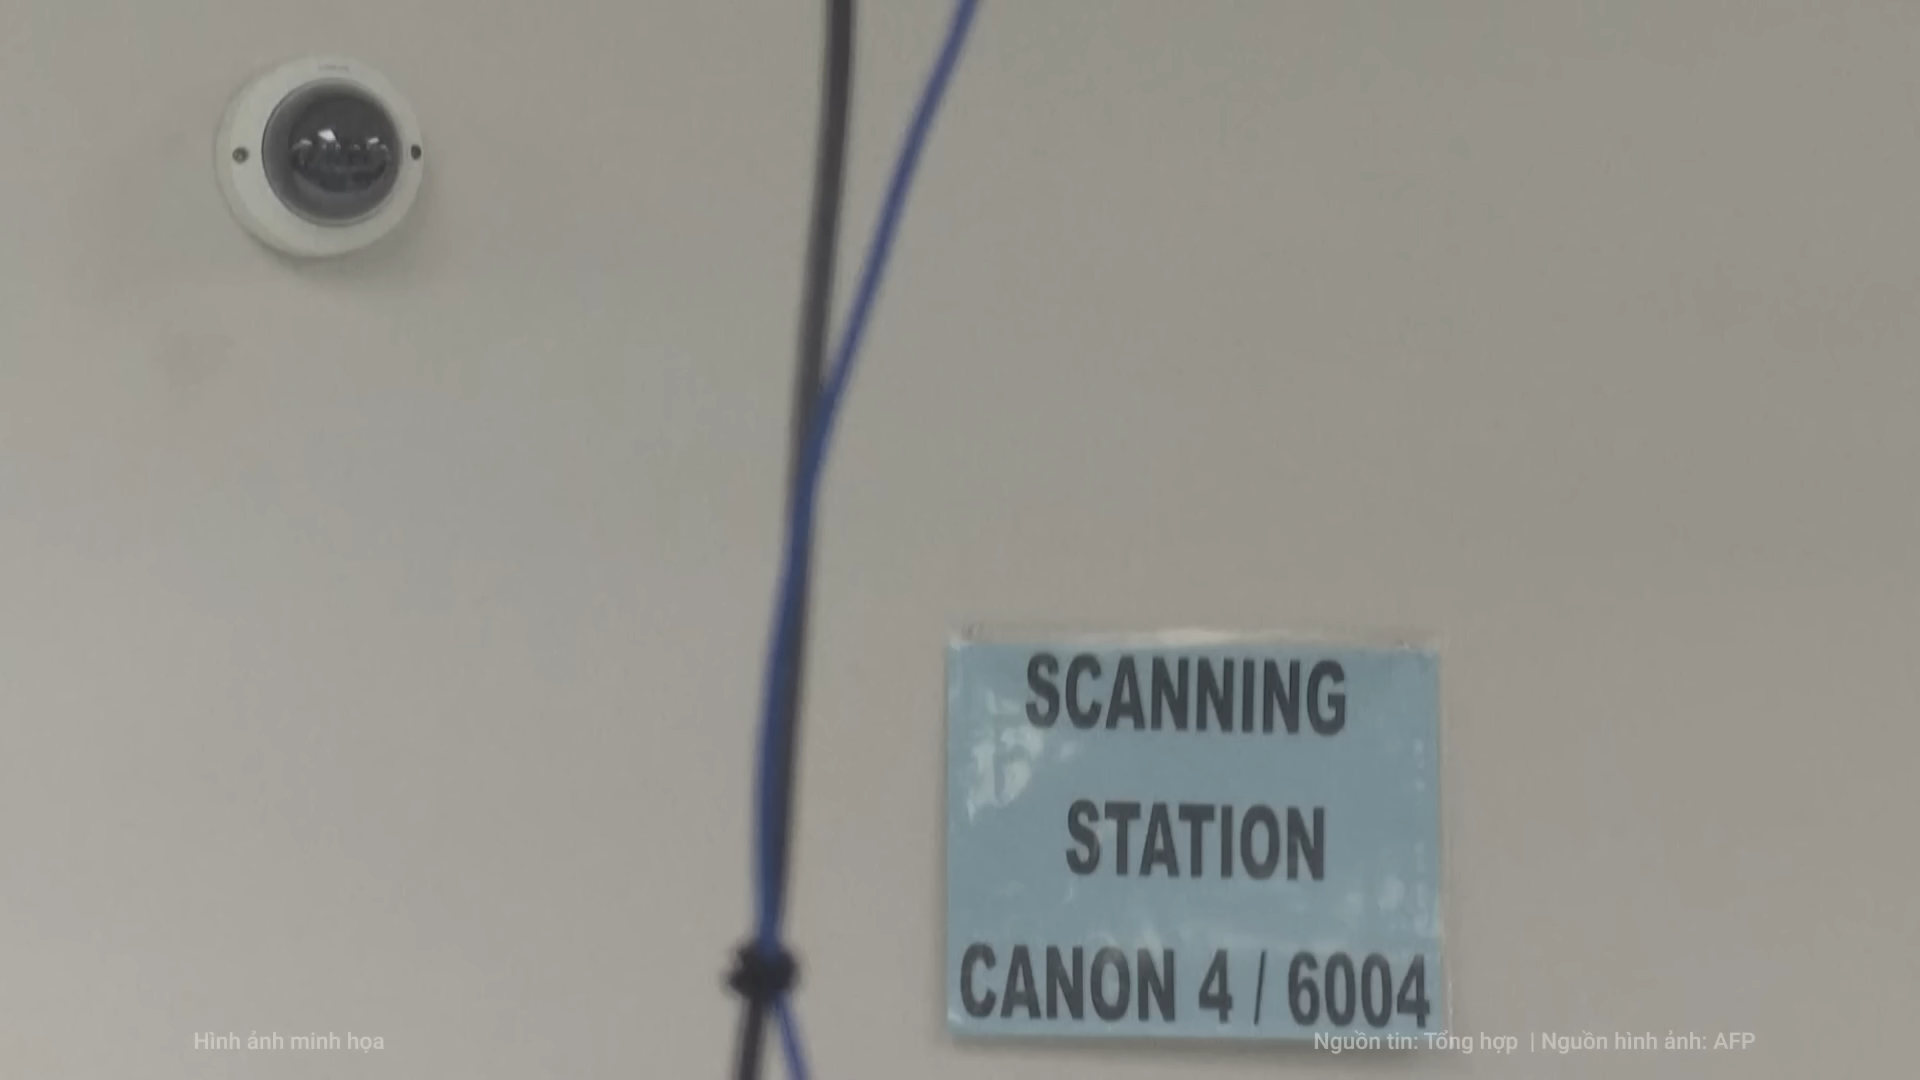 SCANNING
STATION
CANON 4 / 6004
Hình ảnh minh họa
Nguồn tin: Tổng hợp | Nguồn hình ảnh: AFP